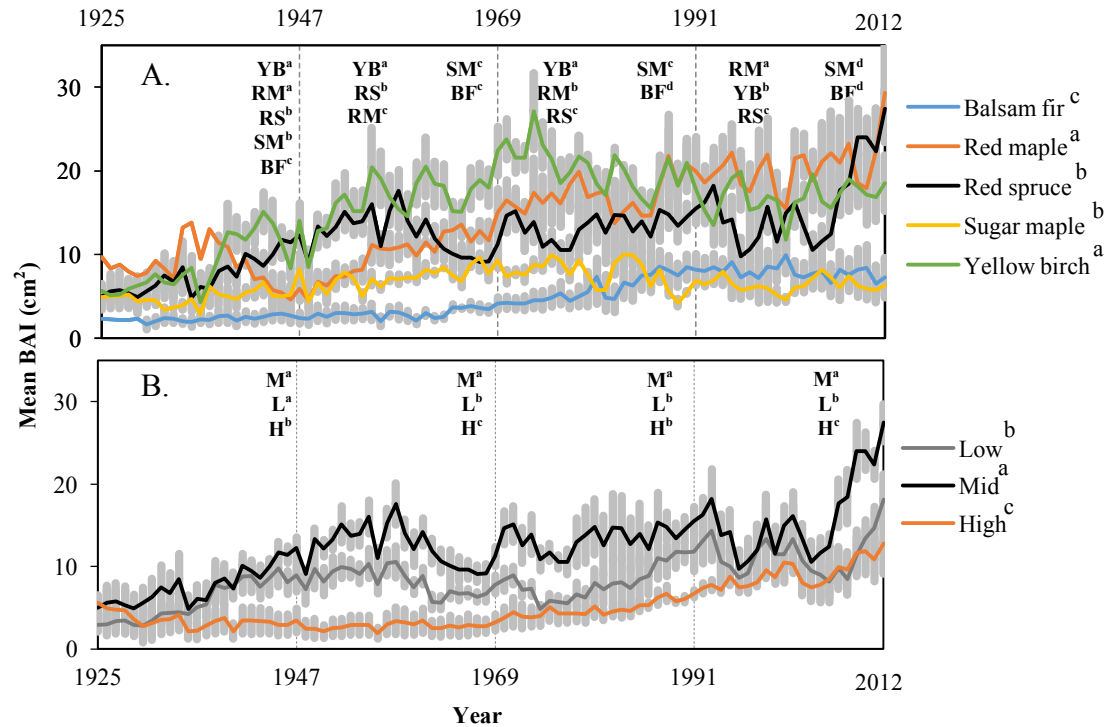 1925 1947 1969 1991 2012
A.
YBᵃ YBᵃ SMᶜ YBᵃ SMᶜ RMᵃ SMᵈ
RMᵃ RSᵇ BFᶜ RMᵇ BFᵈ YBᵇ BFᵈ
RSᵇ RMᶜ RSᶜ RSᶜ
SMᵇ
BFᶜ
30
20
10
0
Balsam fir ᶜ
Red maple ᵃ
Red spruce ᵇ
Sugar maple ᵇ
Yellow birch ᵃ
Mean BAI (cm²)
B.
Mᵃ Mᵃ Mᵃ Mᵃ
Lᵃ Lᵇ Lᵇ Lᵇ
Hᵇ Hᶜ Hᵇ Hᶜ
30
20
10
0
Low ᵇ
Mid ᵃ
High ᶜ
1925 1947 1969 1991 2012
Year